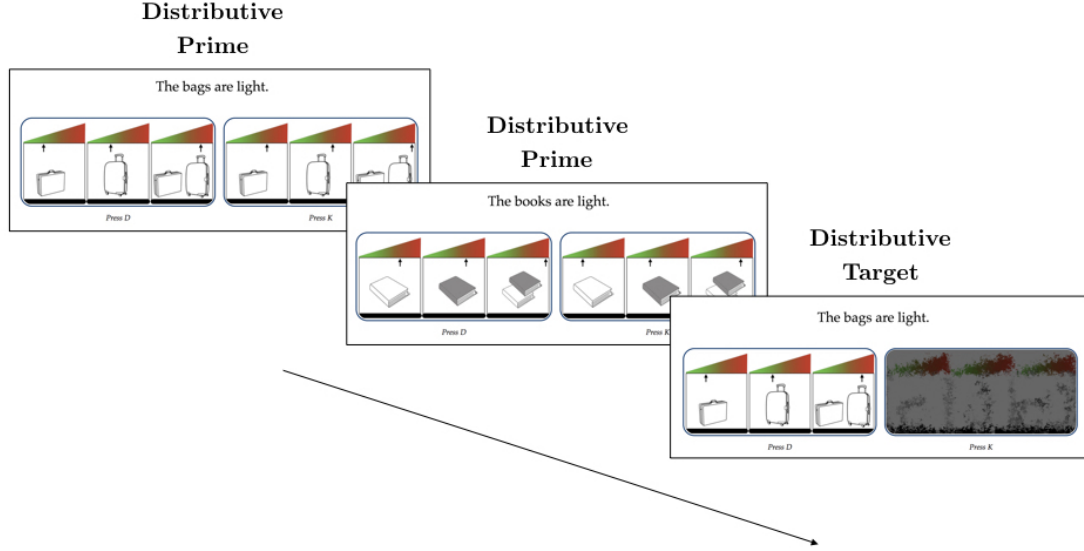 Distributive
Prime
The bags are light.
Press D
Press K
Distributive
Prime
The books are light.
Press D
Press K
Distributive
Target
The bags are light.
Press D
Press K